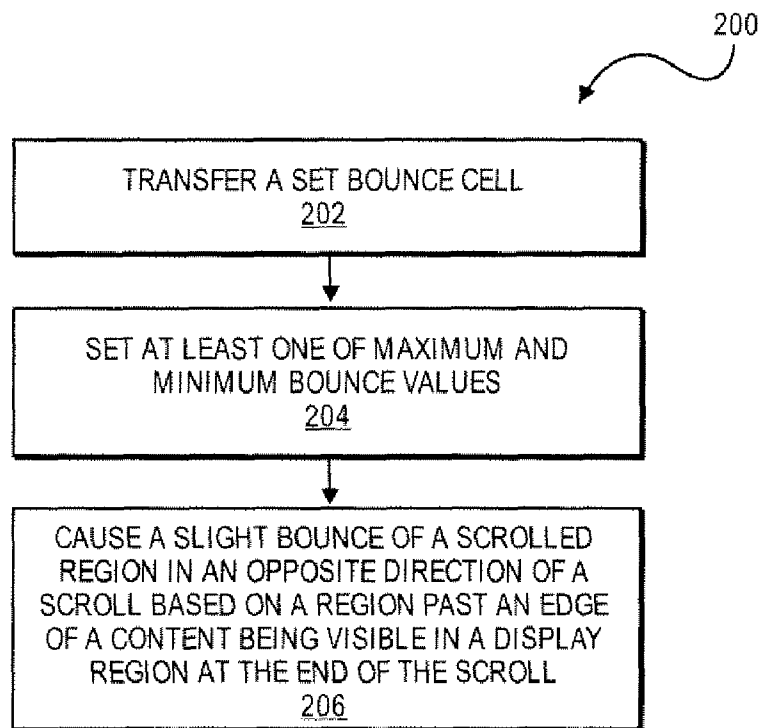 200
TRANSFER A SET BOUNCE CELL
202
SET AT LEAST ONE OF MAXIMUM AND
MINIMUM BOUNCE VALUES
204
CAUSE A SLIGHT BOUNCE OF A SCROLLED
REGION IN AN OPPOSITE DIRECTION OF A
SCROLL BASED ON A REGION PAST AN EDGE
OF A CONTENT BEING VISIBLE IN A DISPLAY
REGION AT THE END OF THE SCROLL
206